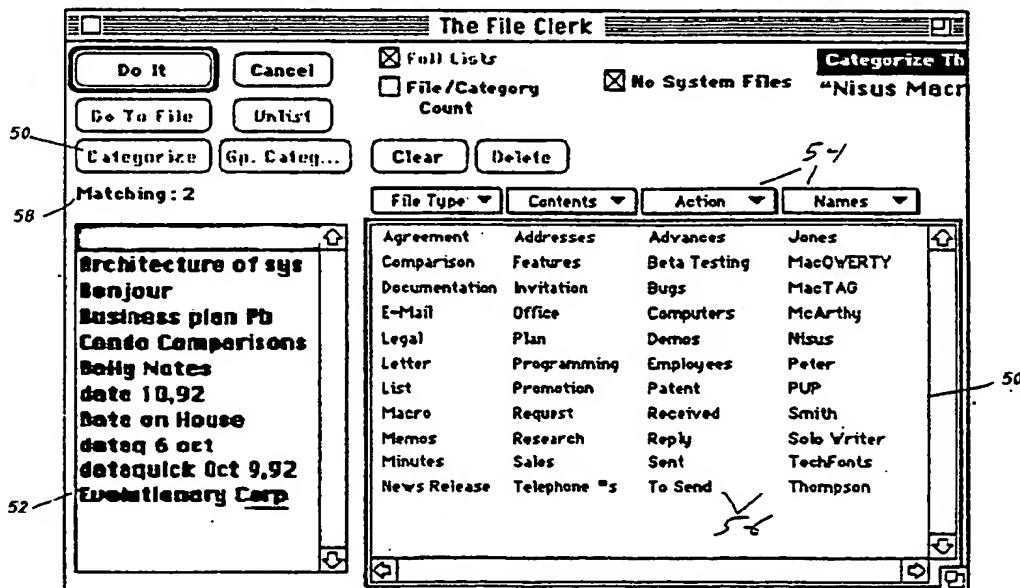 The File Clerk
Do It
Cancel
Full Lists
File/Category
Count
No System Files
Categorize Th
"Nisus Macr
Go To File
Unlist
50
Categorize
Gp. Categ...
Clear
Delete
54
Matching: 2
58
File Type
Contents
Action
Names
Architecture of sys
Bonjour
Business plan Pb
Condo Comparisons
Daily Notes
date 10,92
Date on House
dataq 6 oct
dataquick Oct 9,92
Evolutionary Corp
52
Agreement Addresses Advances Jones
Comparison Features Beta Testing MacQWERTY
Documentation Invitation Bugs MacTAG
E-Mail Office Computers McArthy
Legal Plan Demos Nisus
Letter Programming Employees Peter
List Promotion Patent PUP
Macro Request Received Smith
Memos Research Reply Solo Writer
Minutes Sales Sent TechFonts
News Release Telephone #s To Send Thompson
50
56